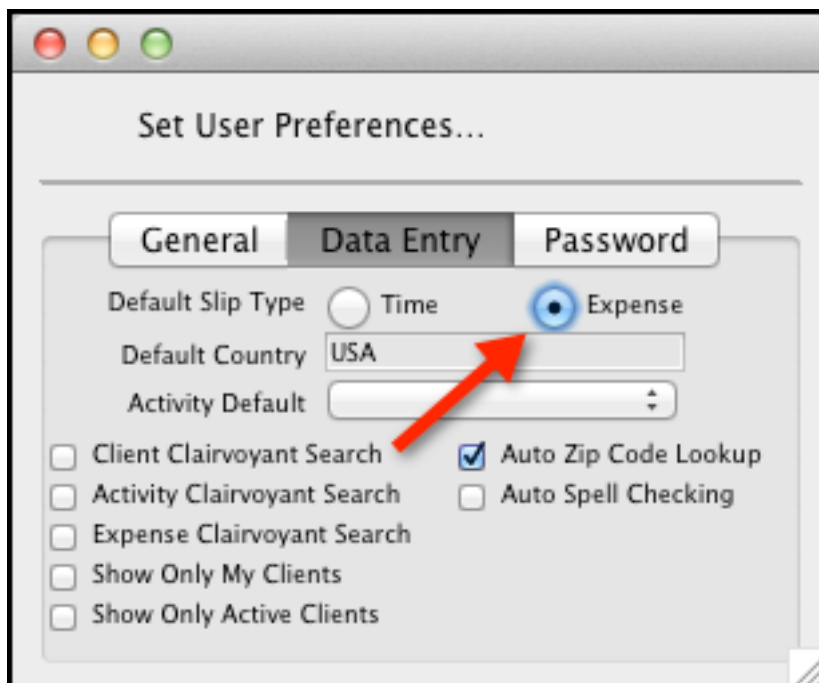 Set User Preferences...
General Data Entry Password
Default Slip Type Time Expense
Default Country USA
Activity Default
Client Clairvoyant Search Auto Zip Code Lookup
Activity Clairvoyant Search Auto Spell Checking
Expense Clairvoyant Search
Show Only My Clients
Show Only Active Clients